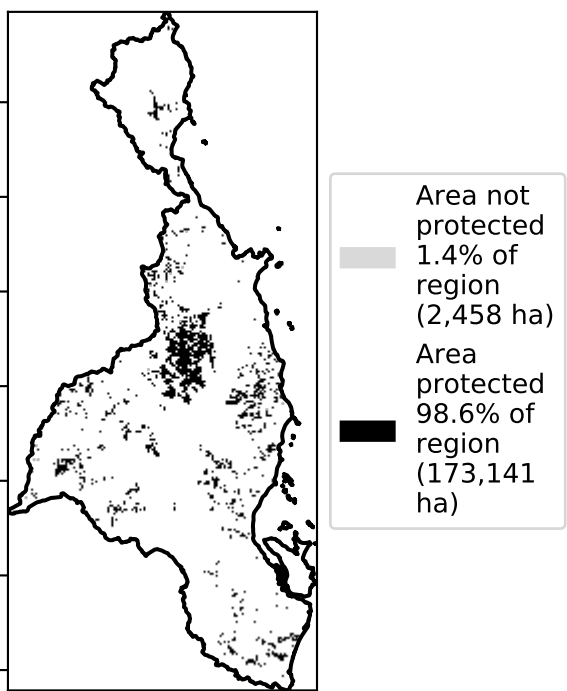 Area not
protected
1.4% of
region
(2,458 ha)
Area
protected
98.6% of
region
(173,141
ha)